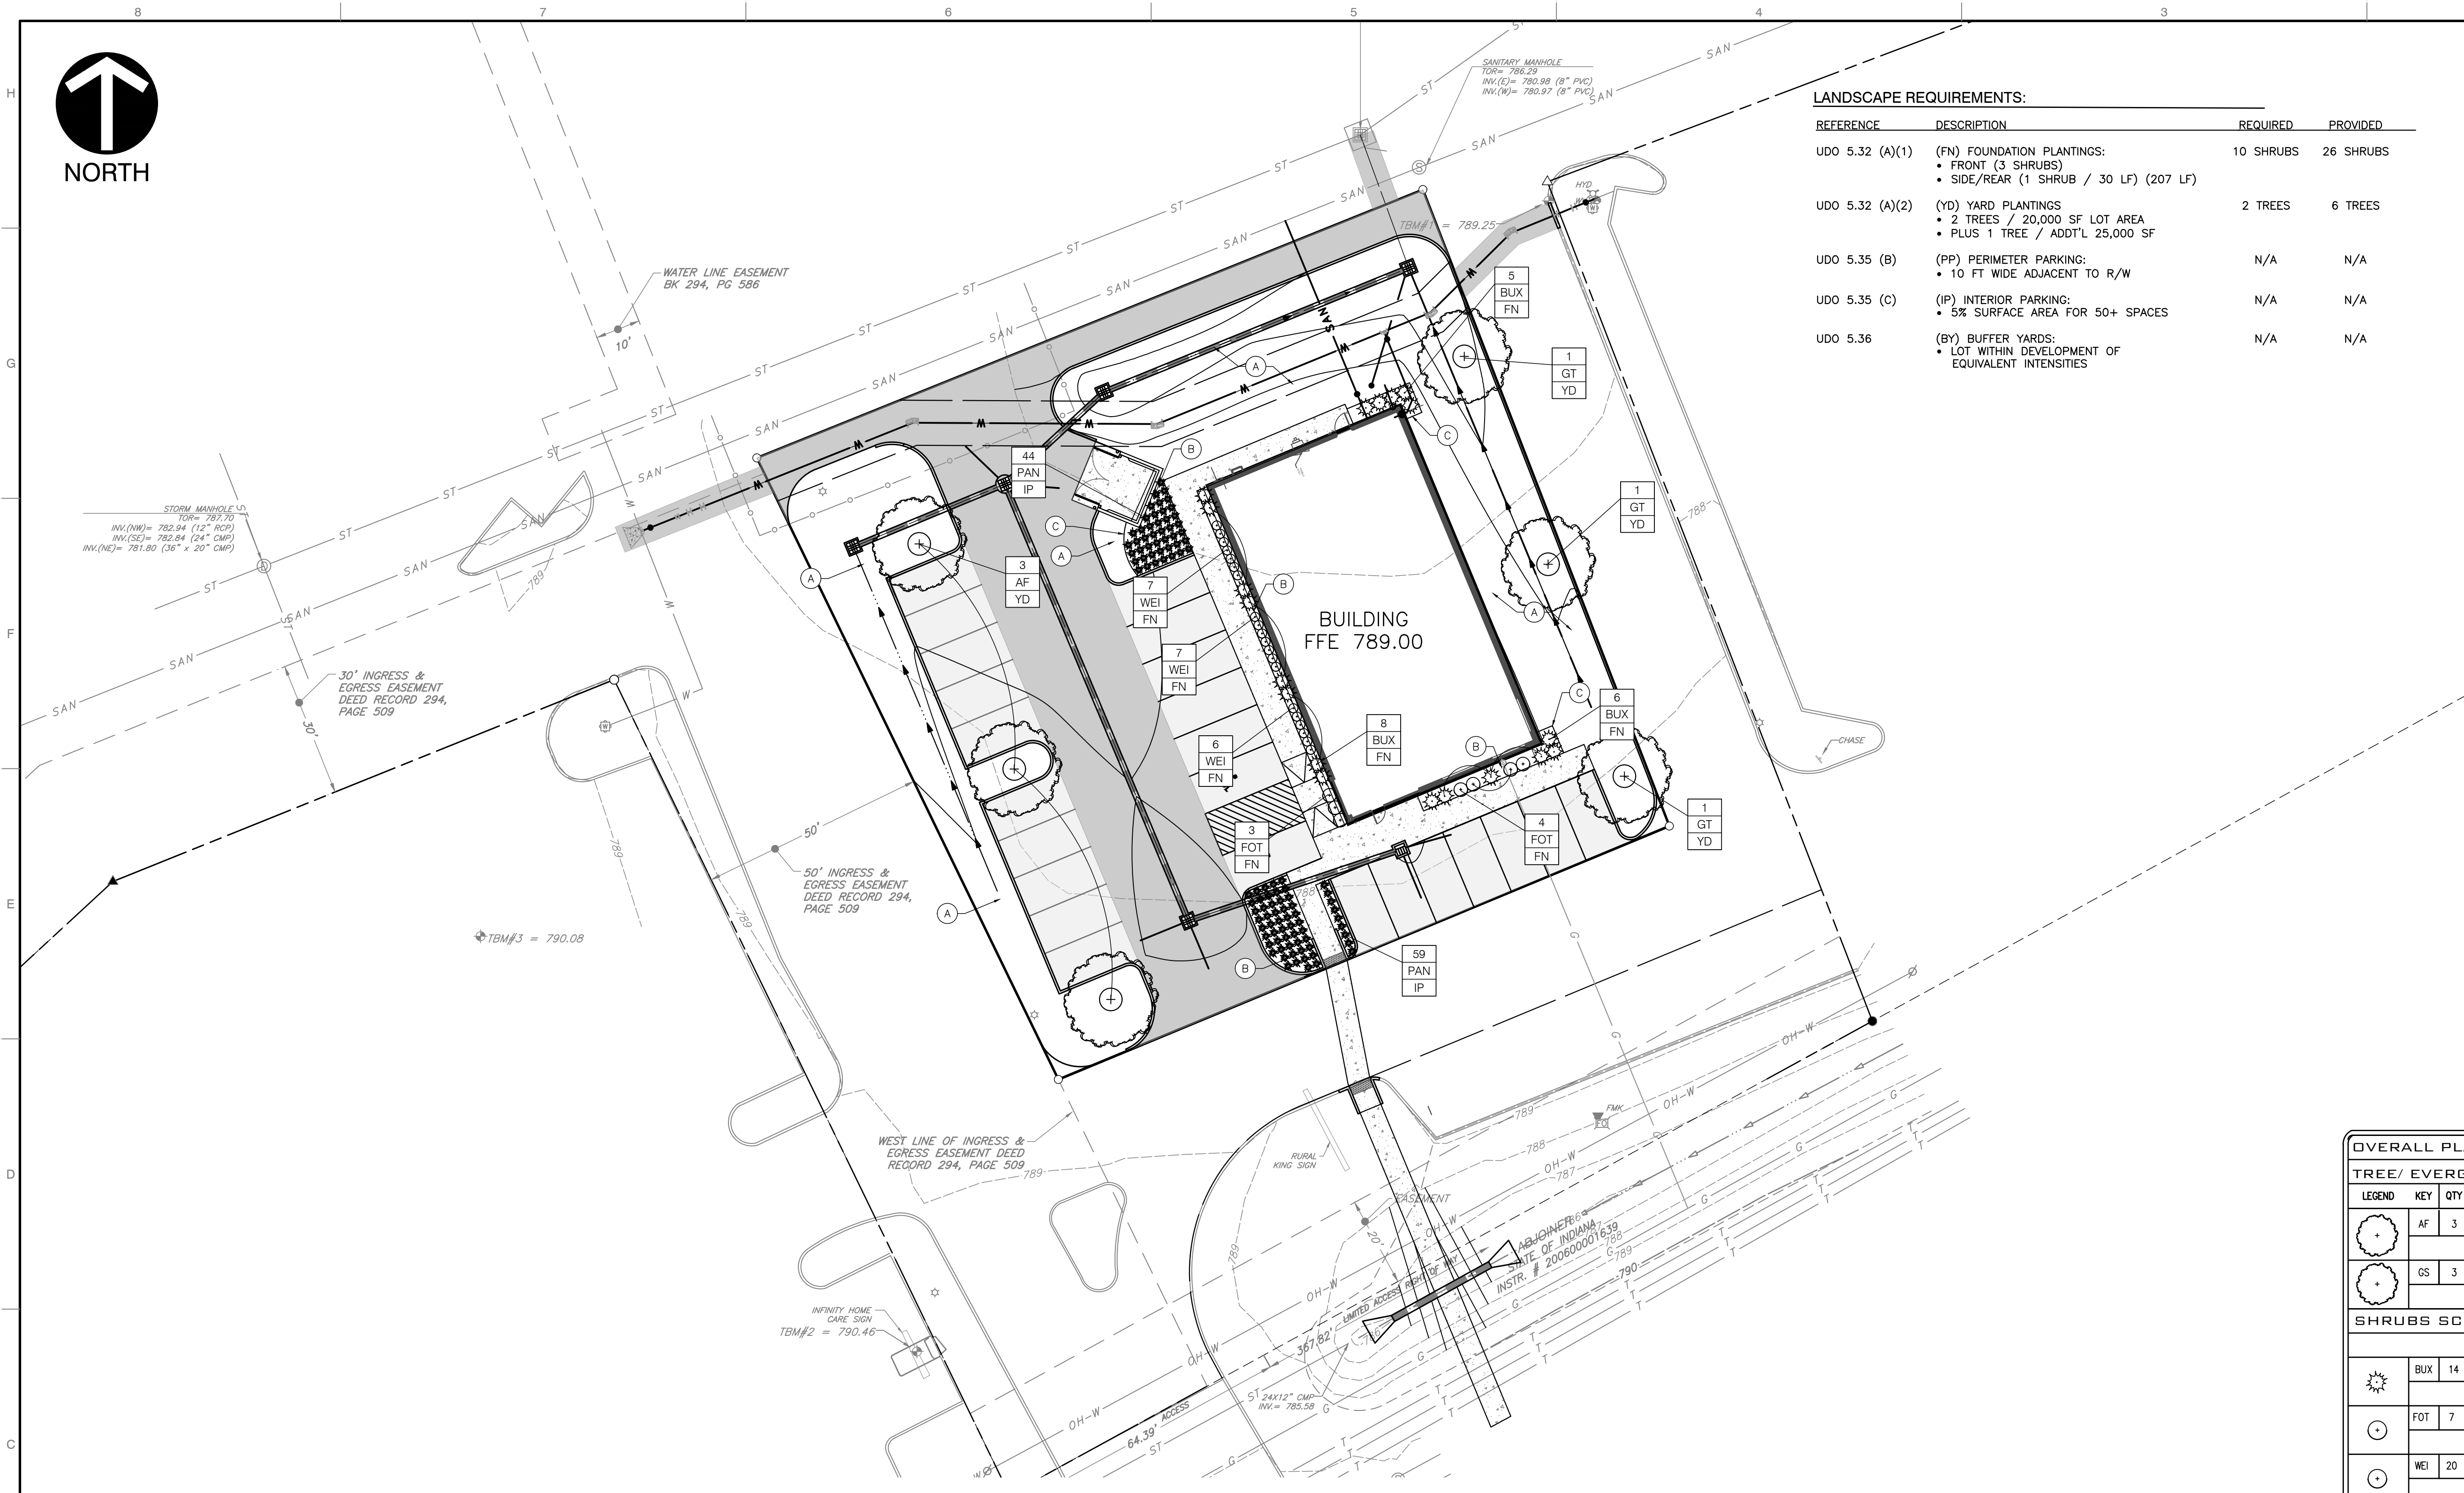 8 7 6 5 4 3
H
G
F
E
D
C
NORTH
SANITARY MANHOLE
TOR= 786.29
INV.(E)= 780.98 (8" PVC)
INV.(W)= 780.97 (8" PVC)
LANDSCAPE REQUIREMENTS:
REFERENCE DESCRIPTION REQUIRED PROVIDED
UDO 5.32 (A)(1) (FN) FOUNDATION PLANTINGS: 10 SHRUBS 26 SHRUBS
• FRONT (3 SHRUBS)
• SIDE/REAR (1 SHRUB / 30 LF) (207 LF)
UDO 5.32 (A)(2) (YD) YARD PLANTINGS 2 TREES 6 TREES
• 2 TREES / 20,000 SF LOT AREA
• PLUS 1 TREE / ADDT'L 25,000 SF
UDO 5.35 (B) (PP) PERIMETER PARKING: N/A N/A
• 10 FT WIDE ADJACENT TO R/W
UDO 5.35 (C) (IP) INTERIOR PARKING: N/A N/A
• 5% SURFACE AREA FOR 50+ SPACES
UDO 5.36 (BY) BUFFER YARDS: N/A N/A
• LOT WITHIN DEVELOPMENT OF
EQUIVALENT INTENSITIES
HYD
TBM#1 = 789.25
WATER LINE EASEMENT
BK 294, PG 586
10'
5
BUX
FN
1
GT
YD
44
PAN
IP
1
GT
YD
STORM MANHOLE
TOR= 787.70
INV.(NW)= 782.94 (12" RCP)
INV.(SE)= 782.84 (24" CMP)
INV.(NE)= 781.80 (36" x 20" CMP)
3
AF
YD
7
WEI
FN
BUILDING
FFE 789.00
7
WEI
FN
30' INGRESS &
EGRESS EASEMENT
DEED RECORD 294,
PAGE 509
30'
6
BUX
FN
8
BUX
FN
6
WEI
FN
CHASE
1
GT
YD
4
FOT
FN
3
FOT
FN
50'
50' INGRESS &
EGRESS EASEMENT
DEED RECORD 294,
PAGE 509
TBM#3 = 790.08
59
PAN
IP
FMK
FO
WEST LINE OF INGRESS &
EGRESS EASEMENT DEED
RECORD 294, PAGE 509
RURAL
KING SIGN
EASEMENT
20'
ADJOINER
STATE OF INDIANA
INSTR. # 200600001639
LIMITED ACCESS RIGHT OF WAY
INFINITY HOME
CARE SIGN
TBM#2 = 790.46
367.82'
24X12" CMP
INV.= 785.58
64.39' ACCESS
OVERALL PL
TREE/ EVERG
LEGEND KEY QTY
AF 3
GS 3
SHRUBS SC
BUX 14
FOT 7
WEI 20